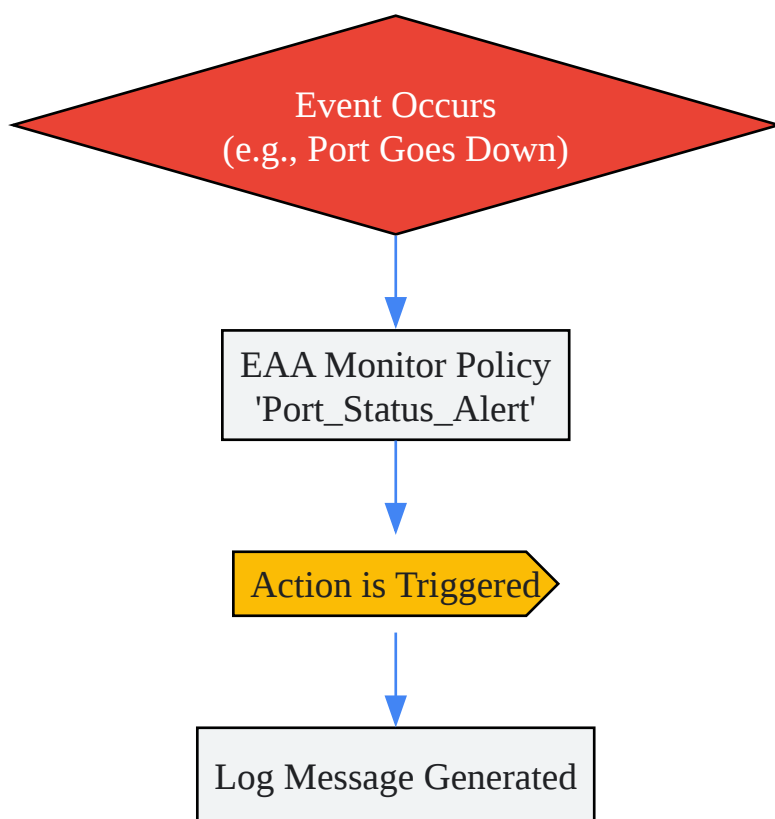 Event Occurs
(e.g., Port Goes Down)
EAA Monitor Policy
'Port_Status_Alert'
Action is Triggered
Log Message Generated